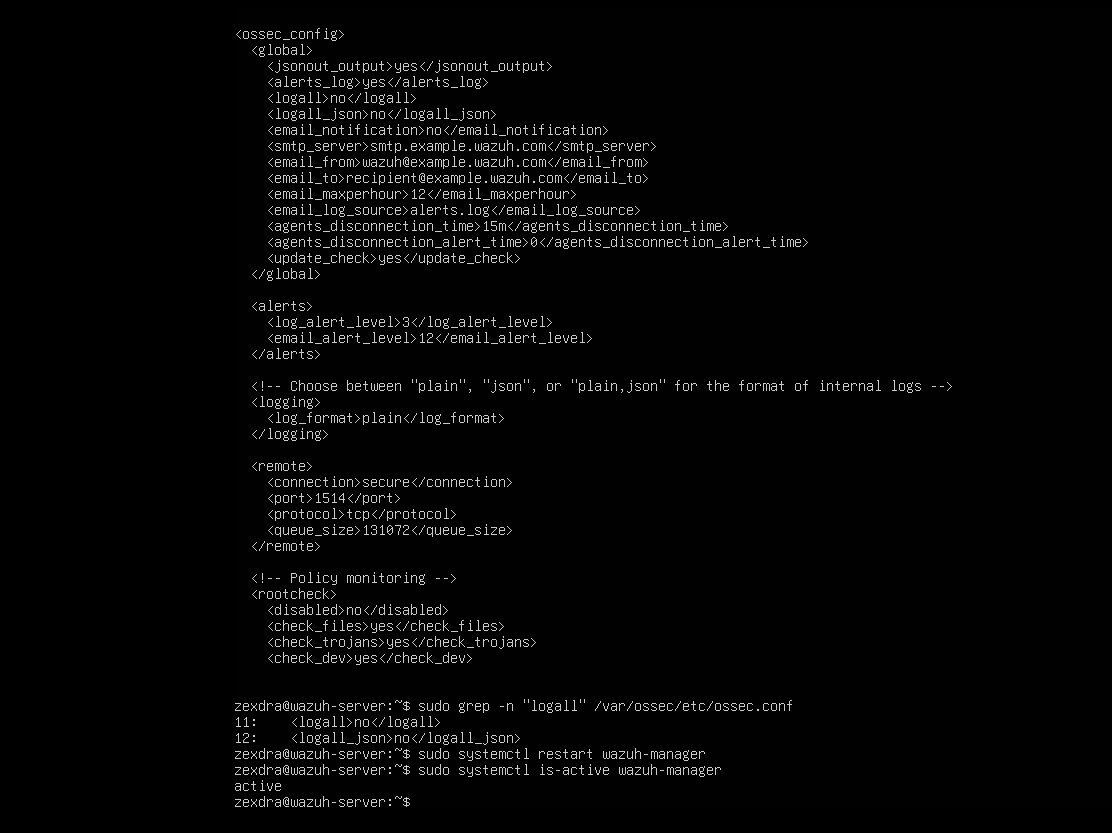 <ossec_config>
  <global>
    <jsonout_output>yes</jsonout_output>
    <alerts_log>yes</alerts_log>
    <logall>no</logall>
    <logall_json>no</logall_json>
    <email_notification>no</email_notification>
    <smtp_server>smtp.example.wazuh.com</smtp_server>
    <email_from>wazuh@example.wazuh.com</email_from>
    <email_to>recipient@example.wazuh.com</email_to>
    <email_maxperhour>12</email_maxperhour>
    <email_log_source>alerts.log</email_log_source>
    <agents_disconnection_time>15m</agents_disconnection_time>
    <agents_disconnection_alert_time>0</agents_disconnection_alert_time>
    <update_check>yes</update_check>
  </global>

  <alerts>
    <log_alert_level>3</log_alert_level>
    <email_alert_level>12</email_alert_level>
  </alerts>

  <!-- Choose between "plain", "json", or "plain,json" for the format of internal logs -->
  <logging>
    <log_format>plain</log_format>
  </logging>

  <remote>
    <connection>secure</connection>
    <port>1514</port>
    <protocol>tcp</protocol>
    <queue_size>131072</queue_size>
  </remote>

  <!-- Policy monitoring -->
  <rootcheck>
    <disabled>no</disabled>
    <check_files>yes</check_files>
    <check_trojans>yes</check_trojans>
    <check_dev>yes</check_dev>

zexdra@wazuh-server:~$ sudo grep -n "logall" /var/ossec/etc/ossec.conf
11:    <logall>no</logall>
12:    <logall_json>no</logall_json>
zexdra@wazuh-server:~$ sudo systemctl restart wazuh-manager
zexdra@wazuh-server:~$ sudo systemctl is-active wazuh-manager
active
zexdra@wazuh-server:~$